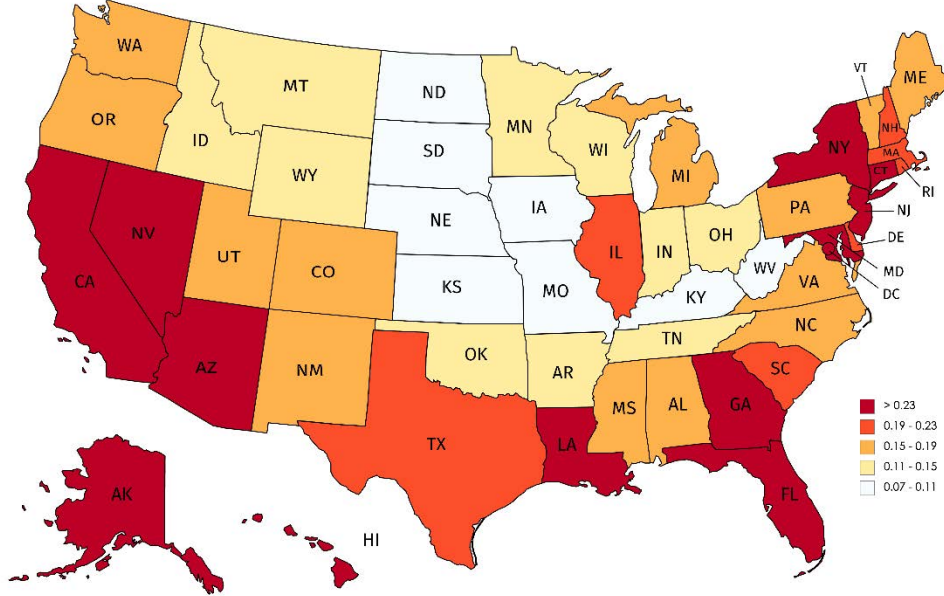 WA
OR
CA
NV
ID
MT
WY
UT
CO
AZ
NM
ND
SD
NE
KS
OK
TX
MN
IA
MO
AR
LA
WI
IL
MI
IN
OH
KY
TN
MS
AL
GA
FL
SC
NC
VA
WV
PA
NY
VT
ME
NH
MA
CT
RI
NJ
DE
MD
DC
AK
HI
> 0.23
0.19 - 0.23
0.15 - 0.19
0.11 - 0.15
0.07 - 0.11